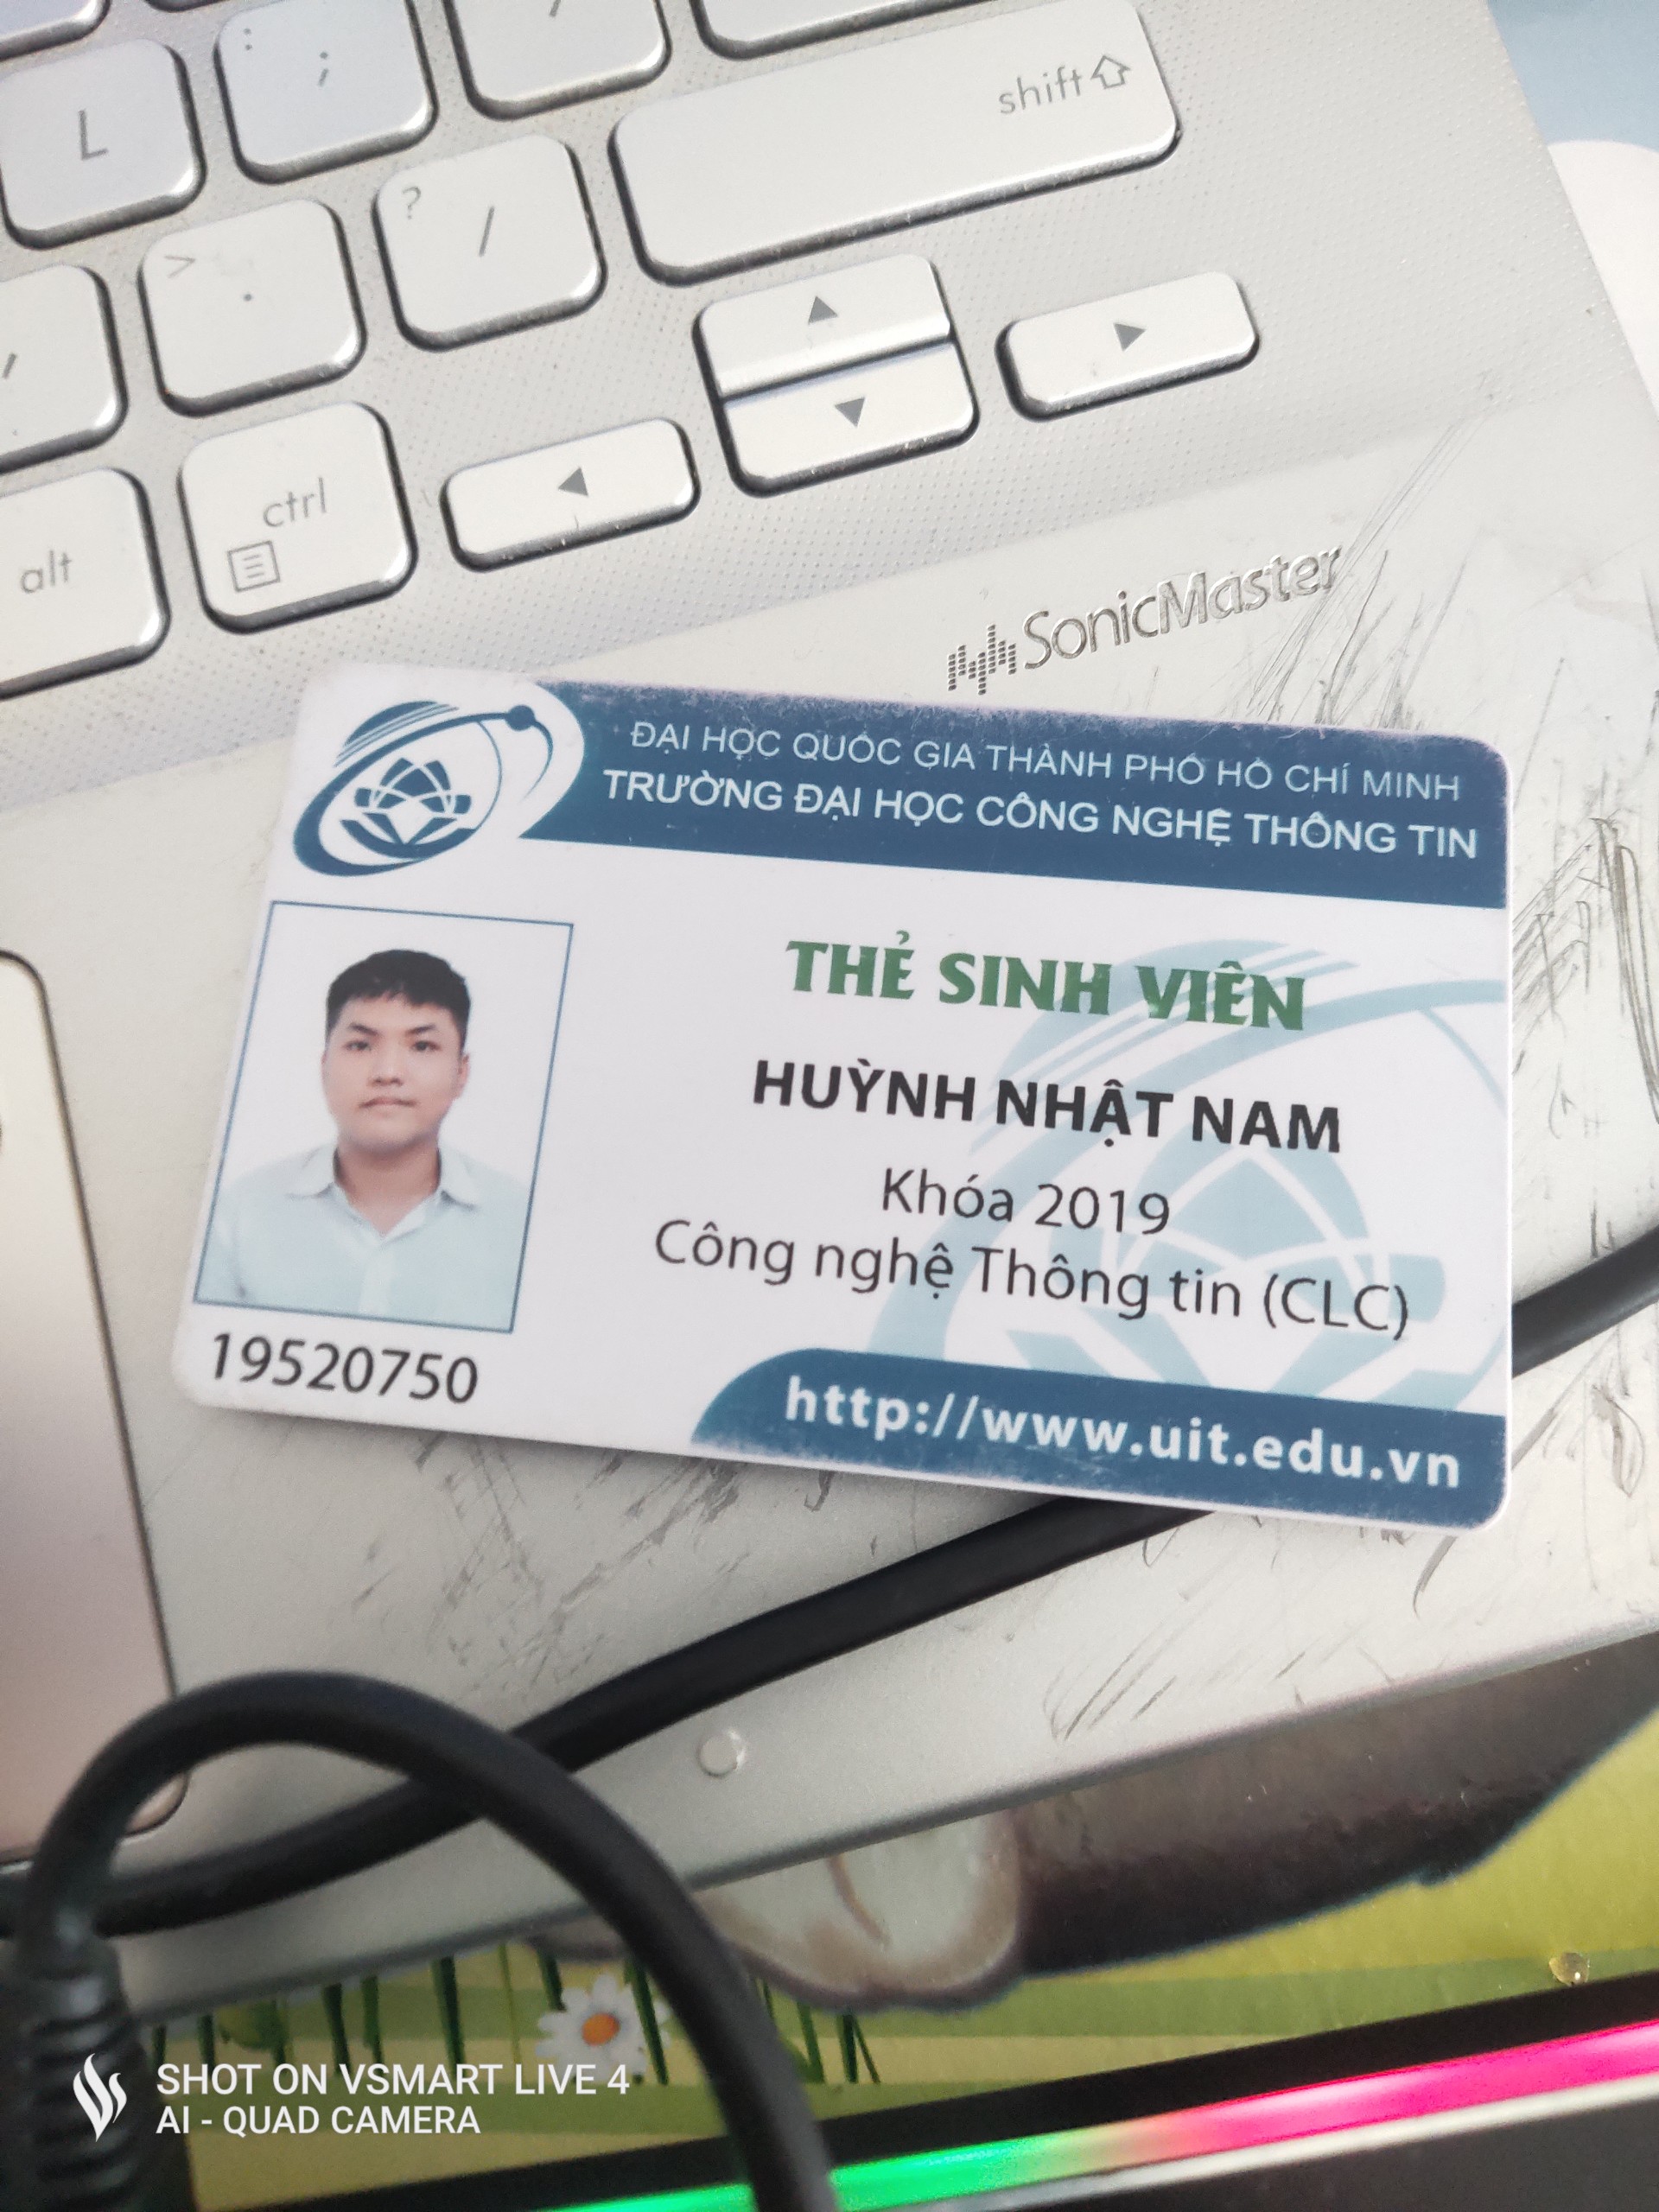 L
:
;
shift
?
/
>
.
alt
ctrl
SonicMaster
ĐẠI HỌC QUỐC GIA THÀNH PHỐ HỒ CHÍ MINH
TRƯỜNG ĐẠI HỌC CÔNG NGHỆ THÔNG TIN
THẺ SINH VIÊN
HUỲNH NHẬT NAM
Khóa 2019
Công nghệ Thông tin (CLC)
19520750
http://www.uit.edu.vn
SHOT ON VSMART LIVE 4
AI - QUAD CAMERA